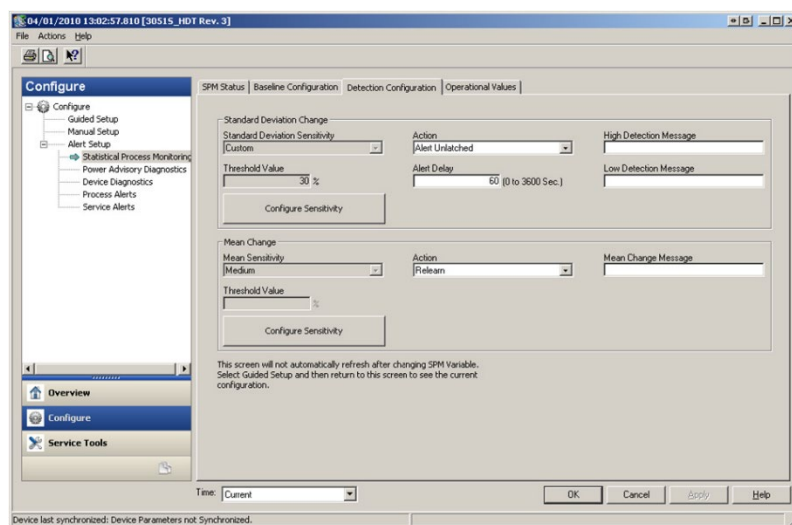 04/01/2010 13:02:57.810 [3051S_HDT Rev. 3]
File Actions Help
Configure
Configure
Guided Setup
Manual Setup
Alert Setup
Statistical Process Monitoring
Power Advisory Diagnostics
Device Diagnostics
Process Alerts
Service Alerts
Overview
Configure
Service Tools
SPM Status Baseline Configuration Detection Configuration Operational Values
Standard Deviation Change
Standard Deviation Sensitivity Action High Detection Message
Custom Alert Unlatched
Threshold Value Alert Delay Low Detection Message
30 % 60 (0 to 3600 Sec.)
Configure Sensitivity
Mean Change
Mean Sensitivity Action Mean Change Message
Medium Relearn
Threshold Value
%
Configure Sensitivity
This screen will not automatically refresh after changing SPM Variable.
Select Guided Setup and then return to this screen to see the current
configuration.
Time: Current OK Cancel Apply Help
Device last synchronized: Device Parameters not Synchronized.